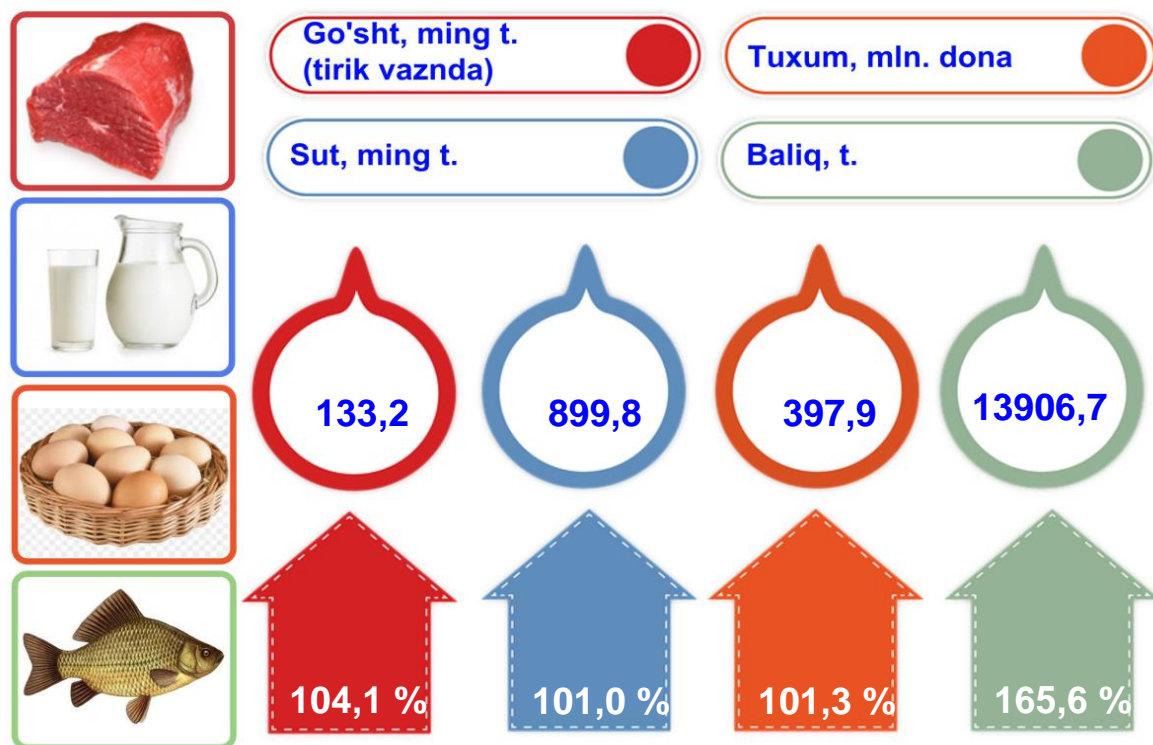 Go'sht, ming t.
(tirik vaznda)
Tuxum, mln. dona
Sut, ming t.
Baliq, t.
133,2
899,8
397,9
13906,7
104,1 %
101,0 %
101,3 %
165,6 %